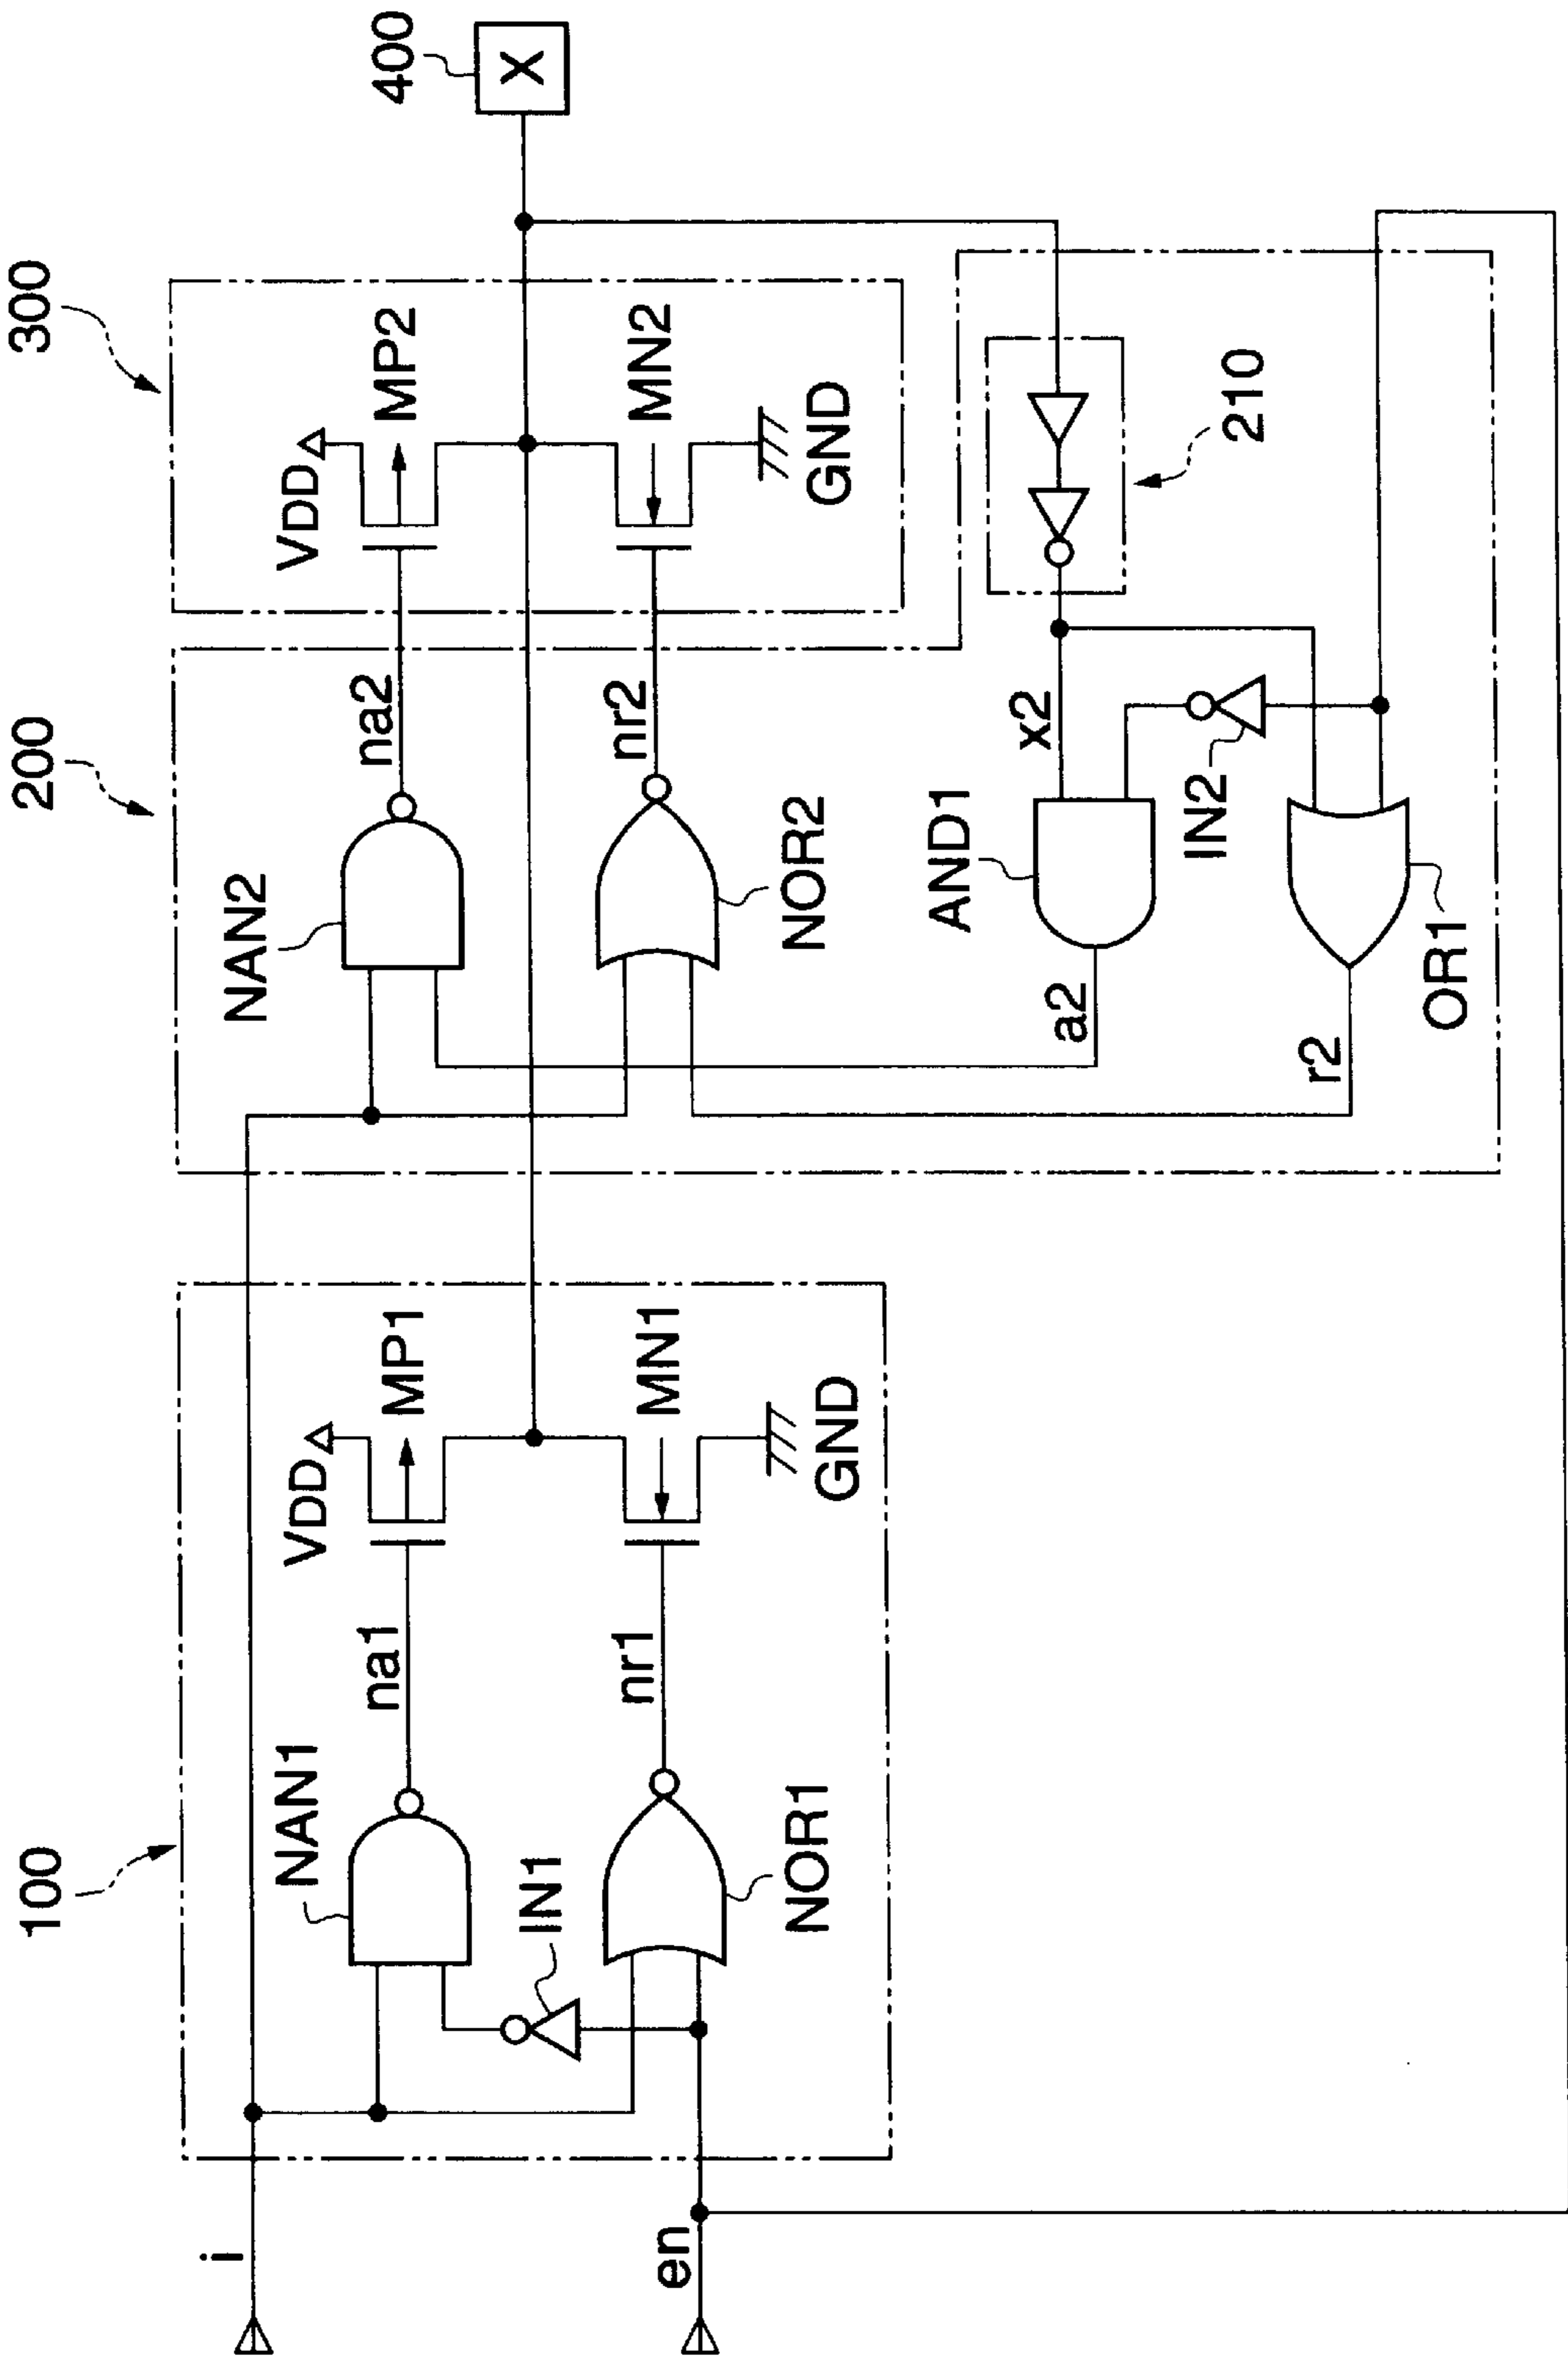 100
200
300
400
X
i
en
NAN1
IN1
NOR1
na1
nr1
VDD
MP1
MN1
GND
NAN2
NOR2
na2
nr2
VDD
MP2
MN2
GND
AND1
a2
x2
IN2
OR1
r2
210